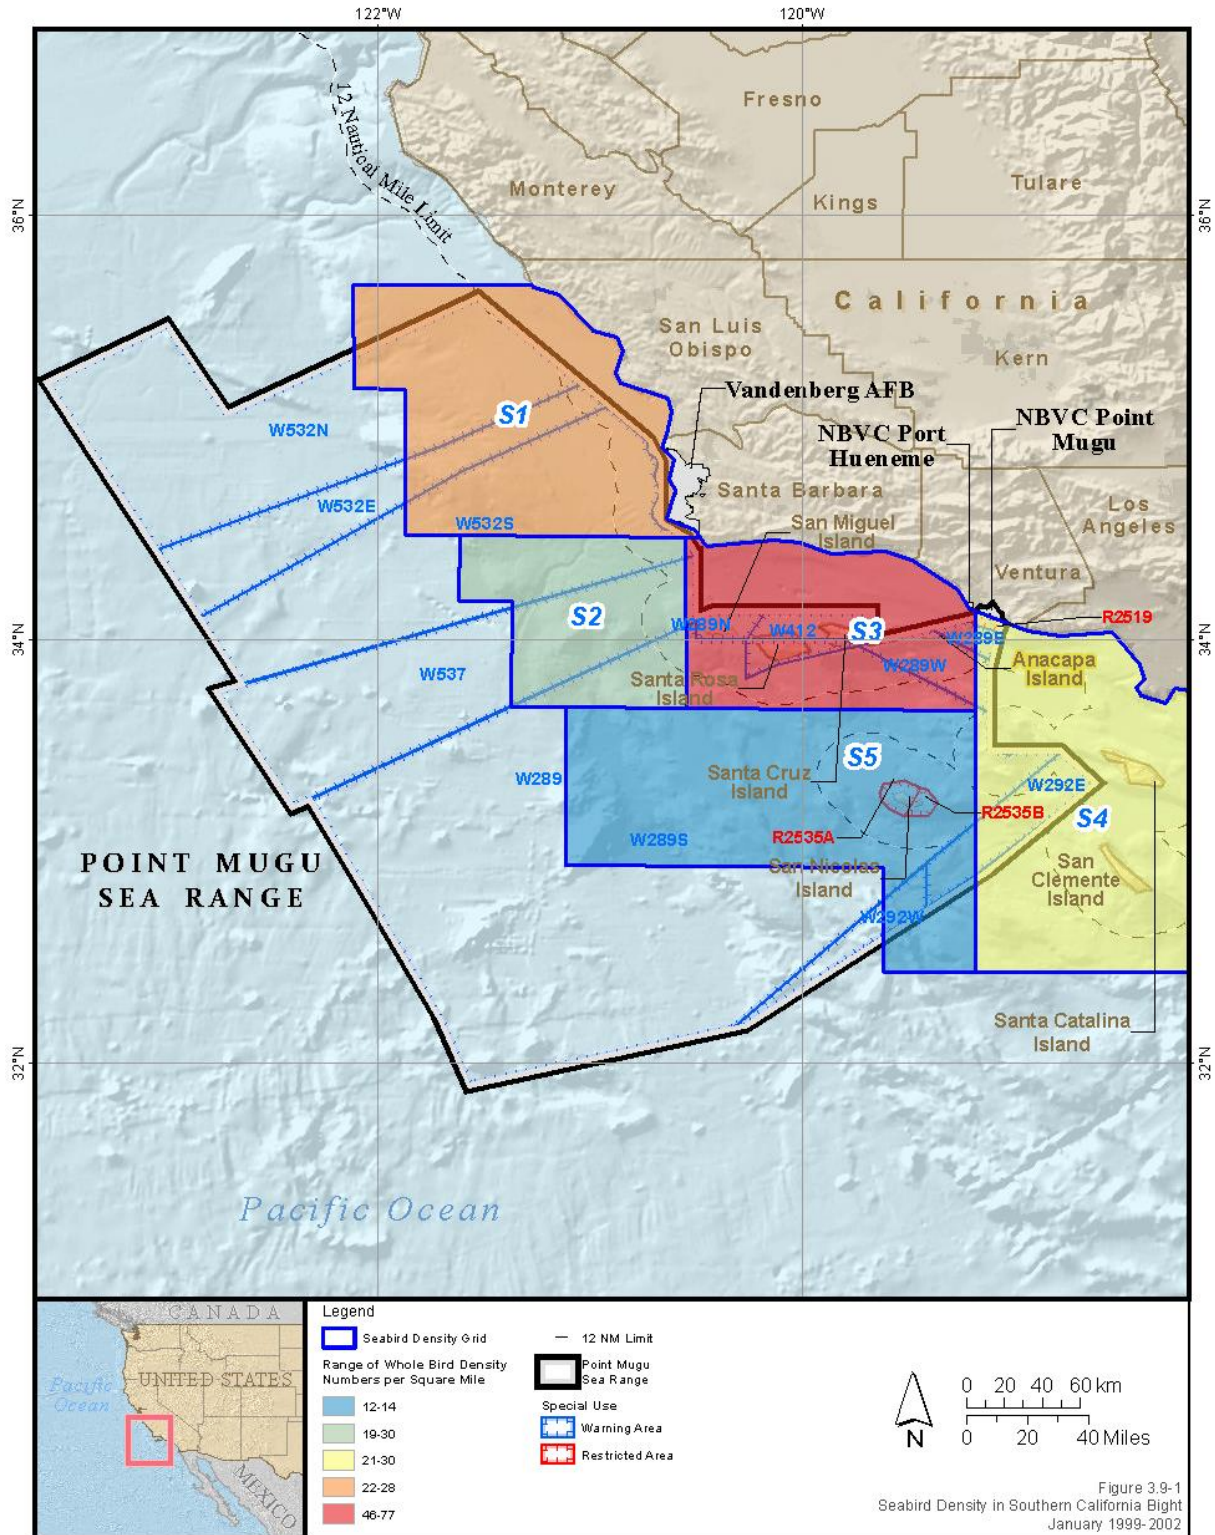 122°W
120°W
12 Nautical Mile Limit
Fresno
Monterey
Kings
Tulare
36°N
36°N
California
San Luis
Obispo
Kern
Vandenberg AFB
NBVC Port
Hueneme
NBVC Point
Mugu
S1
W532N
W532E
W532S
Santa Barbara
Los
Angeles
San Miguel
Island
Ventura
S2
W289N
W412
S3
W289E
R2519
34°N
34°N
W537
Santa Rosa
Island
W289W
Anacapa
Island
W289
Santa Cruz
Island
S5
W292E
R2535B
S4
R2535A
W289S
POINT MUGU
SEA RANGE
San Nicolas
Island
San
Clemente
Island
W292W
Santa Catalina
Island
32°N
32°N
Pacific Ocean
CANADA
UNITED STATES
Pacific
Ocean
MEXICO
Legend
Seabird Density Grid
Range of Whole Bird Density
Numbers per Square Mile
12-14
19-30
21-30
22-28
46-77
12 NM Limit
Point Mugu
Sea Range
Special Use
Warning Area
Restricted Area
N
0 20 40 60 km
0 20 40 Miles
Figure 3.9-1
Seabird Density in Southern California Bight
January 1999-2002